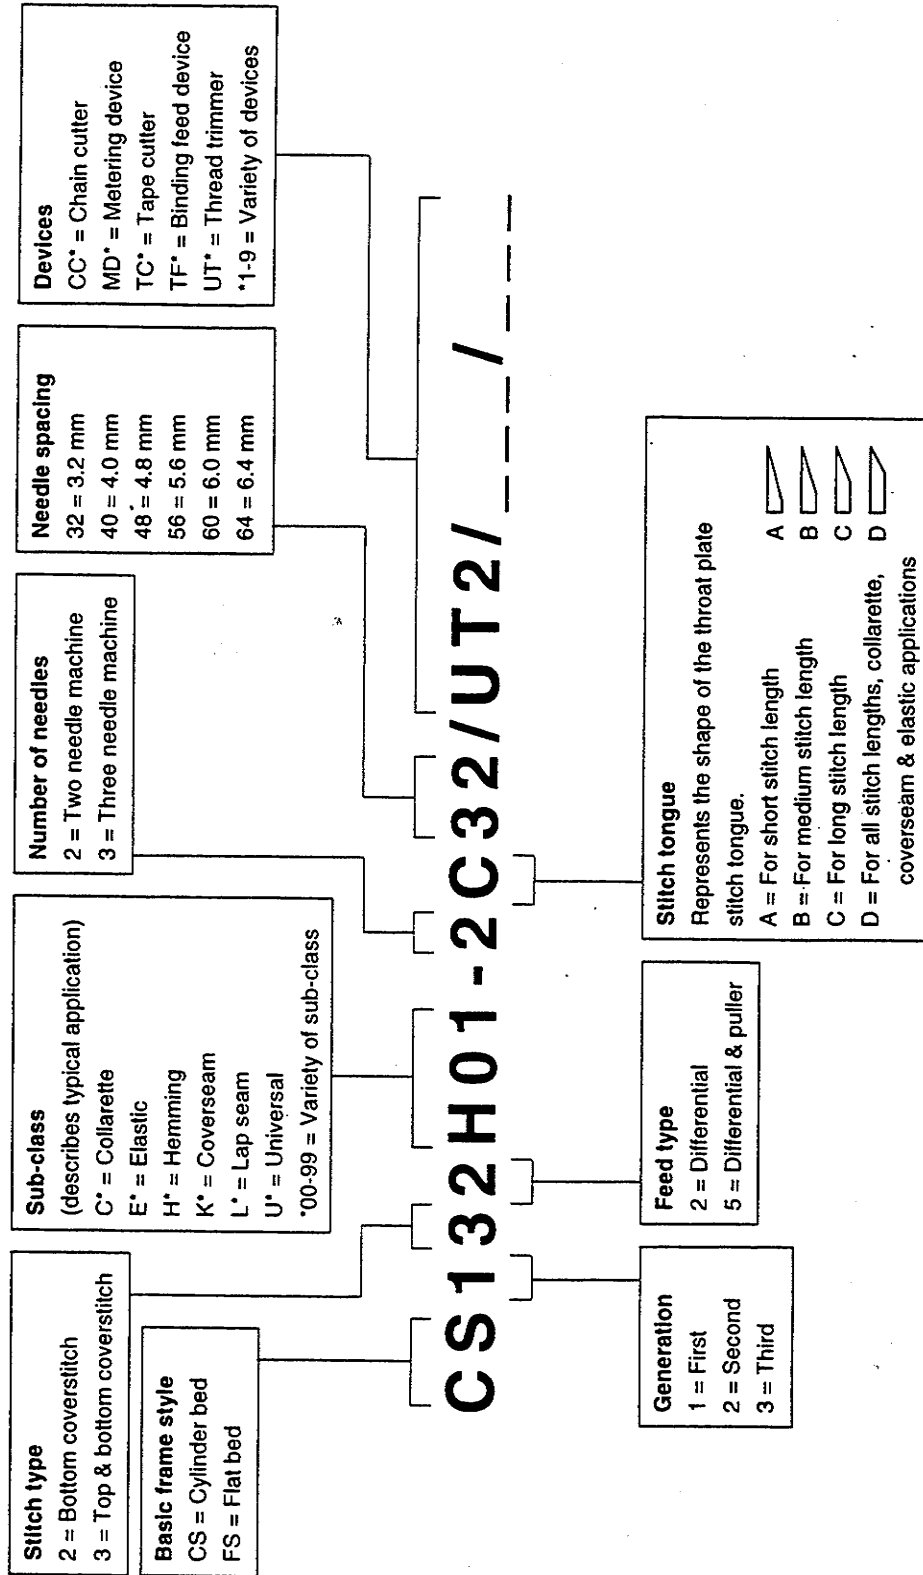 Stitch type
2 = Bottom coverstitch
3 = Top & bottom coverstitch
Basic frame style
CS = Cylinder bed
FS = Flat bed
Sub-class
(describes typical application)
C* = Collarette
E* = Elastic
H* = Hemming
K* = Coverseam
L* = Lap seam
U* = Universal
*00-99 = Variety of sub-class
Number of needles
2 = Two needle machine
3 = Three needle machine
Needle spacing
32 = 3.2 mm
40 = 4.0 mm
48 = 4.8 mm
56 = 5.6 mm
60 = 6.0 mm
64 = 6.4 mm
Devices
CC* = Chain cutter
MD* = Metering device
TC* = Tape cutter
TF* = Binding feed device
UT* = Thread trimmer
*1-9 = Variety of devices
CS132H01-2C32/UT2/___/____
Generation
1 = First
2 = Second
3 = Third
Feed type
2 = Differential
5 = Differential & puller
Stitch tongue
Represents the shape of the throat plate
stitch tongue.
A = For short stitch length A
B = For medium stitch length B
C = For long stitch length C
D = For all stitch lengths, collarette, D
coverseam & elastic applications